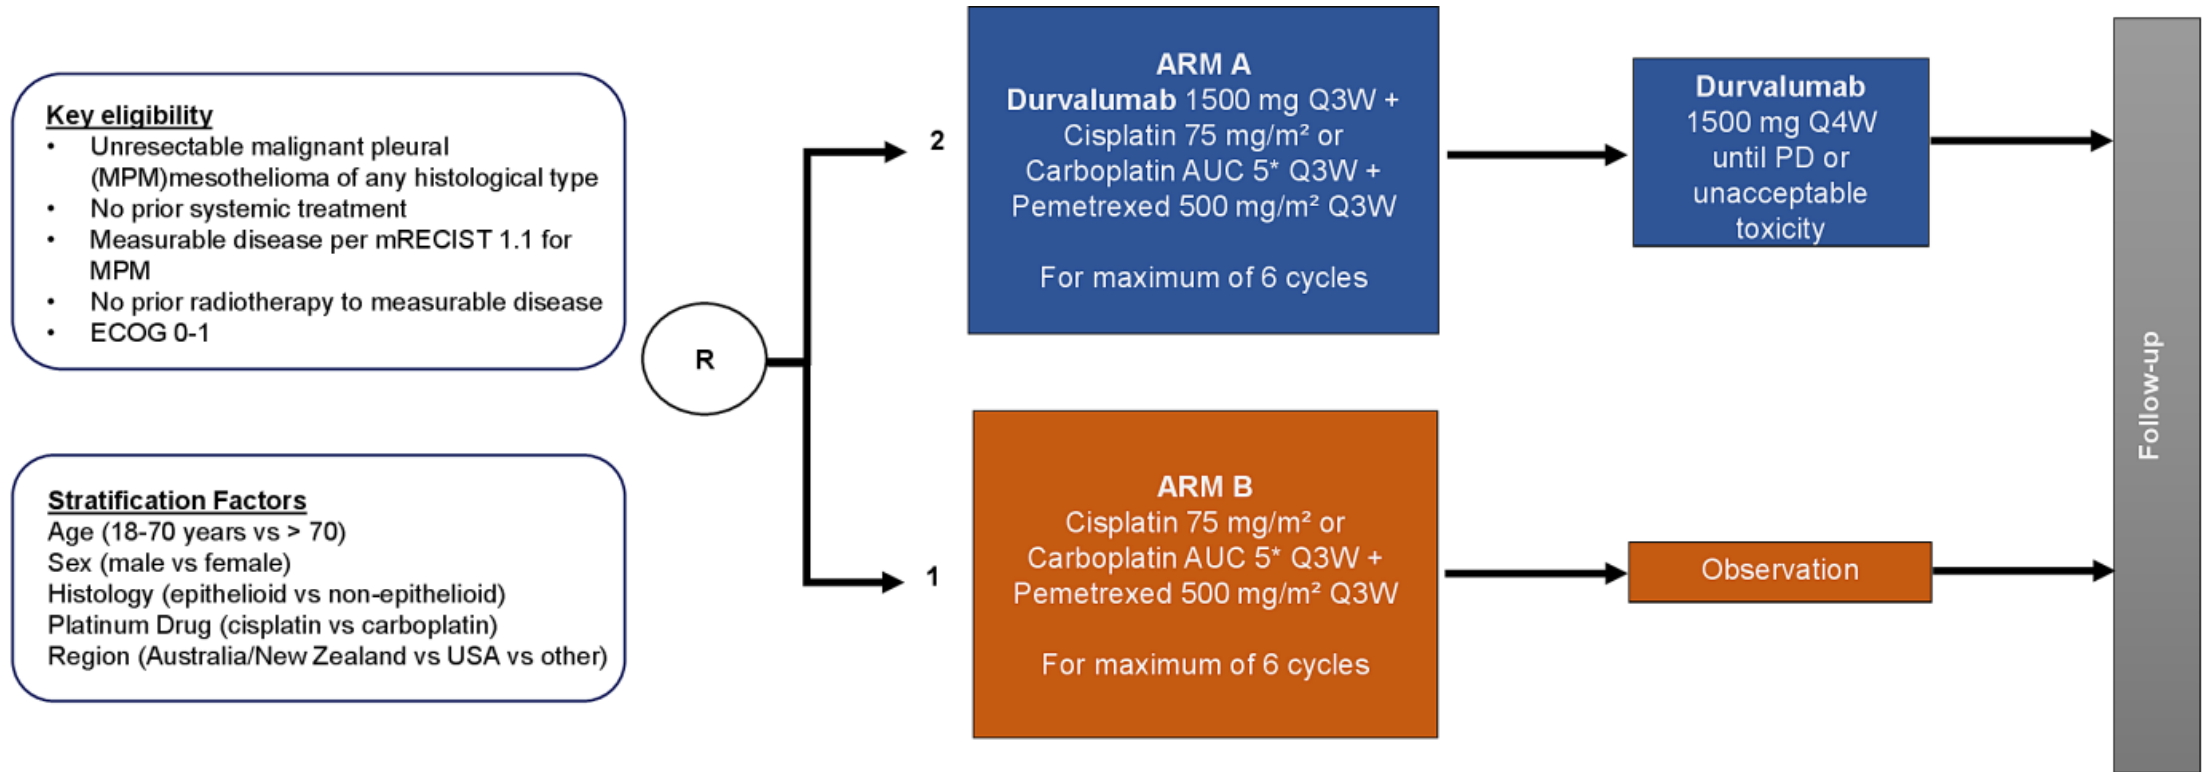 Key eligibility
• Unresectable malignant pleural
(MPM)mesothelioma of any histological type
• No prior systemic treatment
• Measurable disease per mRECIST 1.1 for
MPM
• No prior radiotherapy to measurable disease
• ECOG 0-1
Stratification Factors
Age (18-70 years vs > 70)
Sex (male vs female)
Histology (epithelioid vs non-epithelioid)
Platinum Drug (cisplatin vs carboplatin)
Region (Australia/New Zealand vs USA vs other)
R
2
ARM A
Durvalumab 1500 mg Q3W +
Cisplatin 75 mg/m² or
Carboplatin AUC 5* Q3W +
Pemetrexed 500 mg/m² Q3W
For maximum of 6 cycles
Durvalumab
1500 mg Q4W
until PD or
unacceptable
toxicity
1
ARM B
Cisplatin 75 mg/m² or
Carboplatin AUC 5* Q3W +
Pemetrexed 500 mg/m² Q3W
For maximum of 6 cycles
Observation
Follow-up